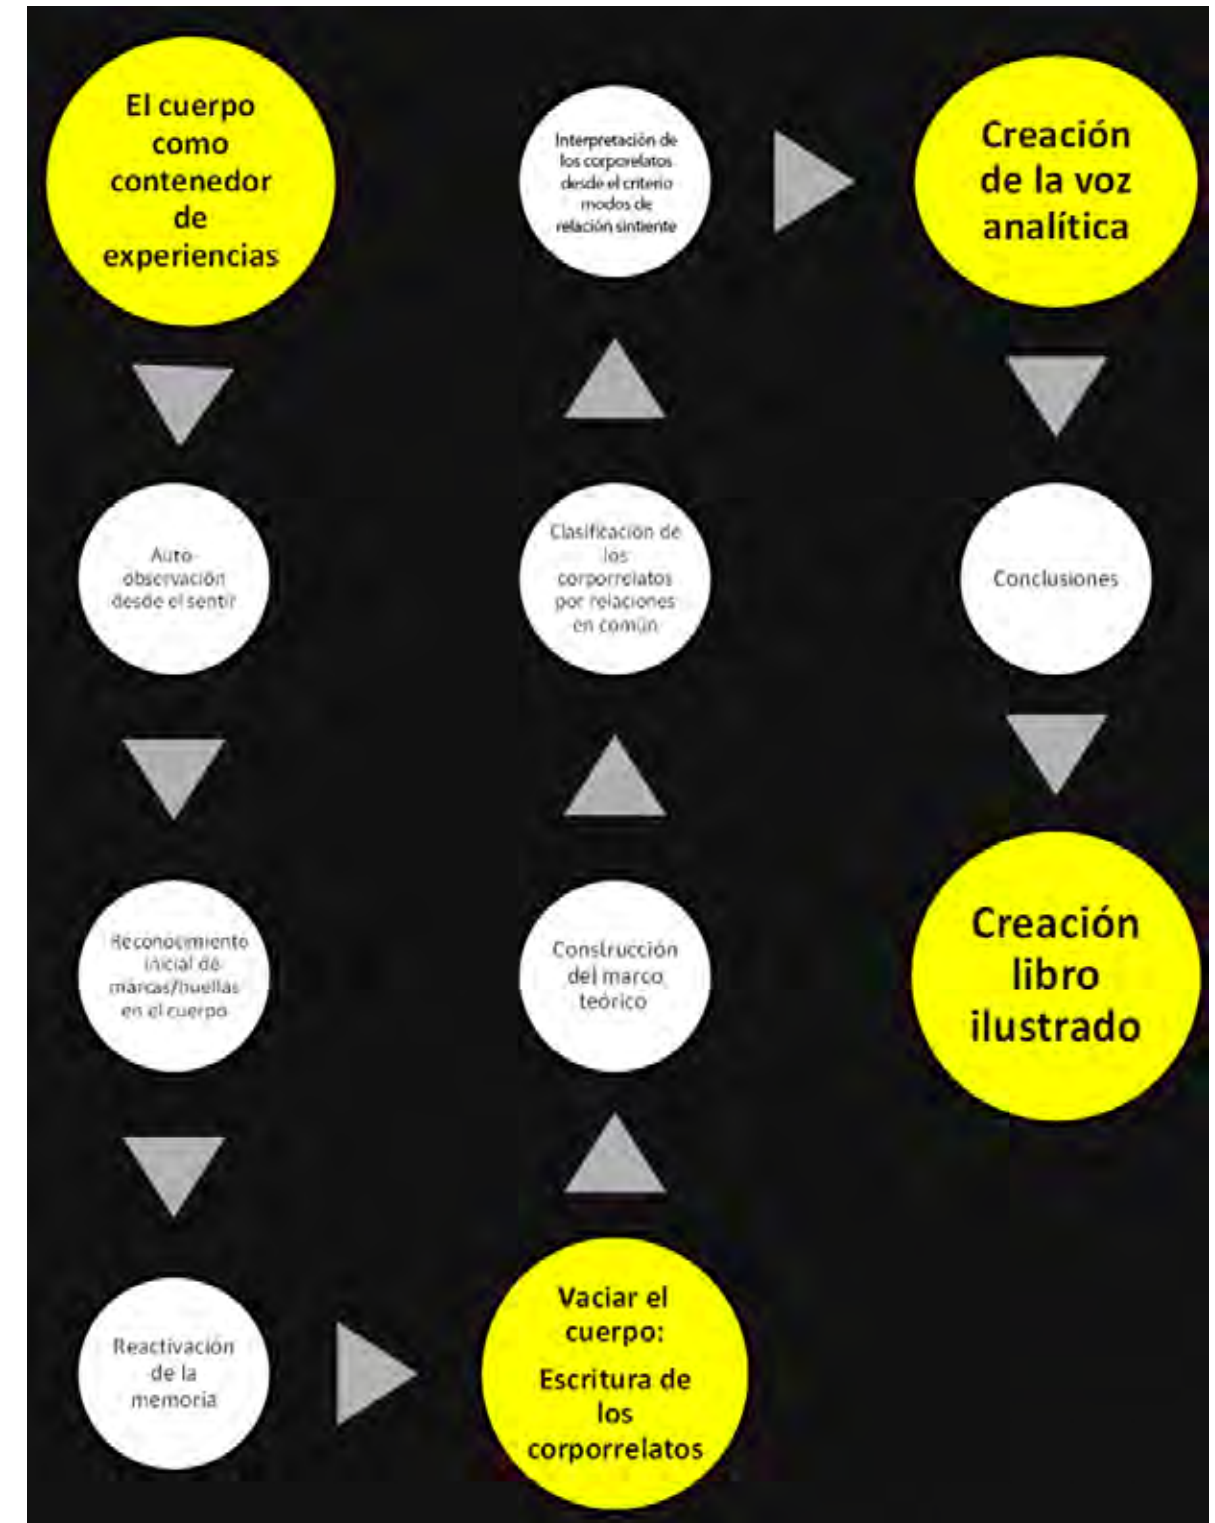 El cuerpo
como
contenedor
de
experiencias
Auto
observación
desde el sentir
Reconocimiento
inicial de
marcas/huellas
en el cuerpo
Reactivación
de la
memoria
Vaciar el
cuerpo:
Escritura de
los
corporrelatos
Construcción
del marco
teórico
Clasificación de
los
corporrelatos
por relaciones
en común
Interpretación de
los corporelatos
desde el criterio
modos de
relación sintiente
Creación
de la voz
analítica
Conclusiones
Creación
libro
ilustrado